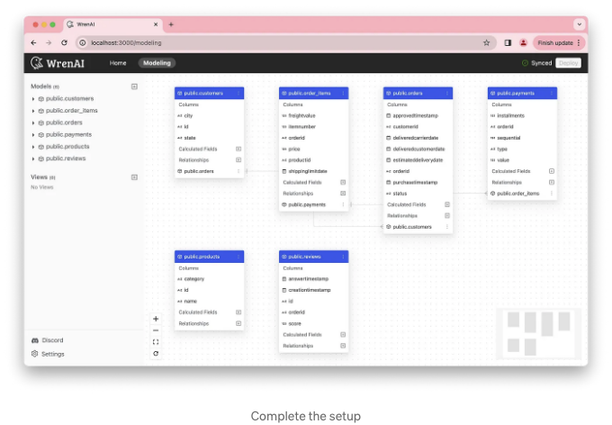 WrenAI
localhost:3000/modeling
Finish update
WrenAI
Home
Modeling
Synced
Deploy
Models (6)
public.customers
public.order_items
public.orders
public.payments
public.products
public.reviews
Views (0)
No Views
Discord
Settings
public.customers
Columns
city
id
state
Calculated Fields
Relationships
public.orders
public.order_items
Columns
freightvalue
itemnumber
orderid
price
productid
shippinglimitdate
Calculated Fields
Relationships
public.payments
public.orders
Columns
approvedtimestamp
customerid
deliveredcarrierdate
deliveredcustomerdate
estimateddeliverydate
orderid
purchasetimestamp
status
Calculated Fields
Relationships
public.customers
public.payments
Columns
installments
orderid
sequential
type
value
Calculated Fields
Relationships
public.order_items
public.products
Columns
category
id
name
Calculated Fields
Relationships
public.reviews
Columns
answertimestamp
creationtimestamp
id
orderid
score
Calculated Fields
Relationships
Complete the setup